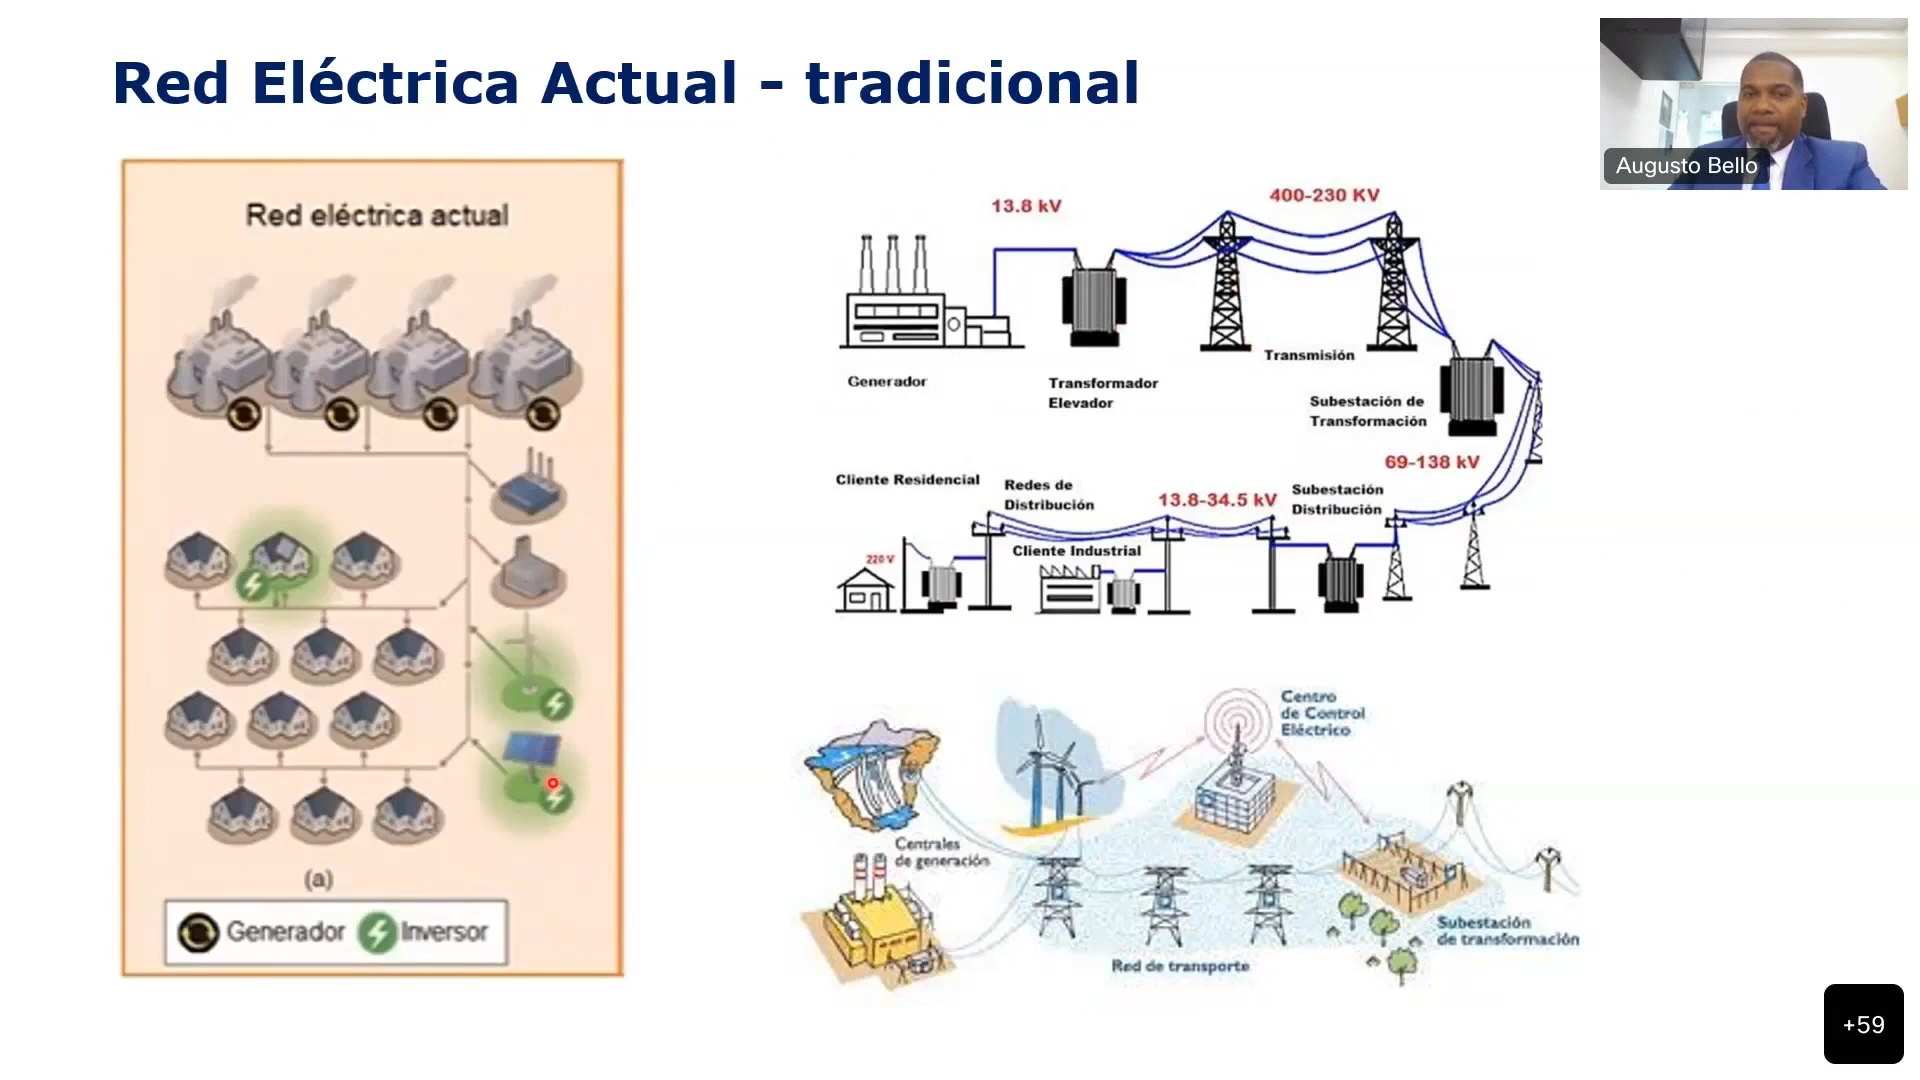 Red Eléctrica Actual - tradicional
Augusto Bello
Red eléctrica actual
(a)
Generador
Inversor
13.8 kV
400-230 KV
Generador
Transformador
Elevador
Transmisión
Subestación de
Transformación
69-138 kV
Cliente Residencial
Redes de
Distribución
13.8-34.5 kV
Subestación
Distribución
220 V
Cliente Industrial
Centro
de Control
Eléctrico
Centrales
de generación
Red de transporte
Subestación
de transformación
+59